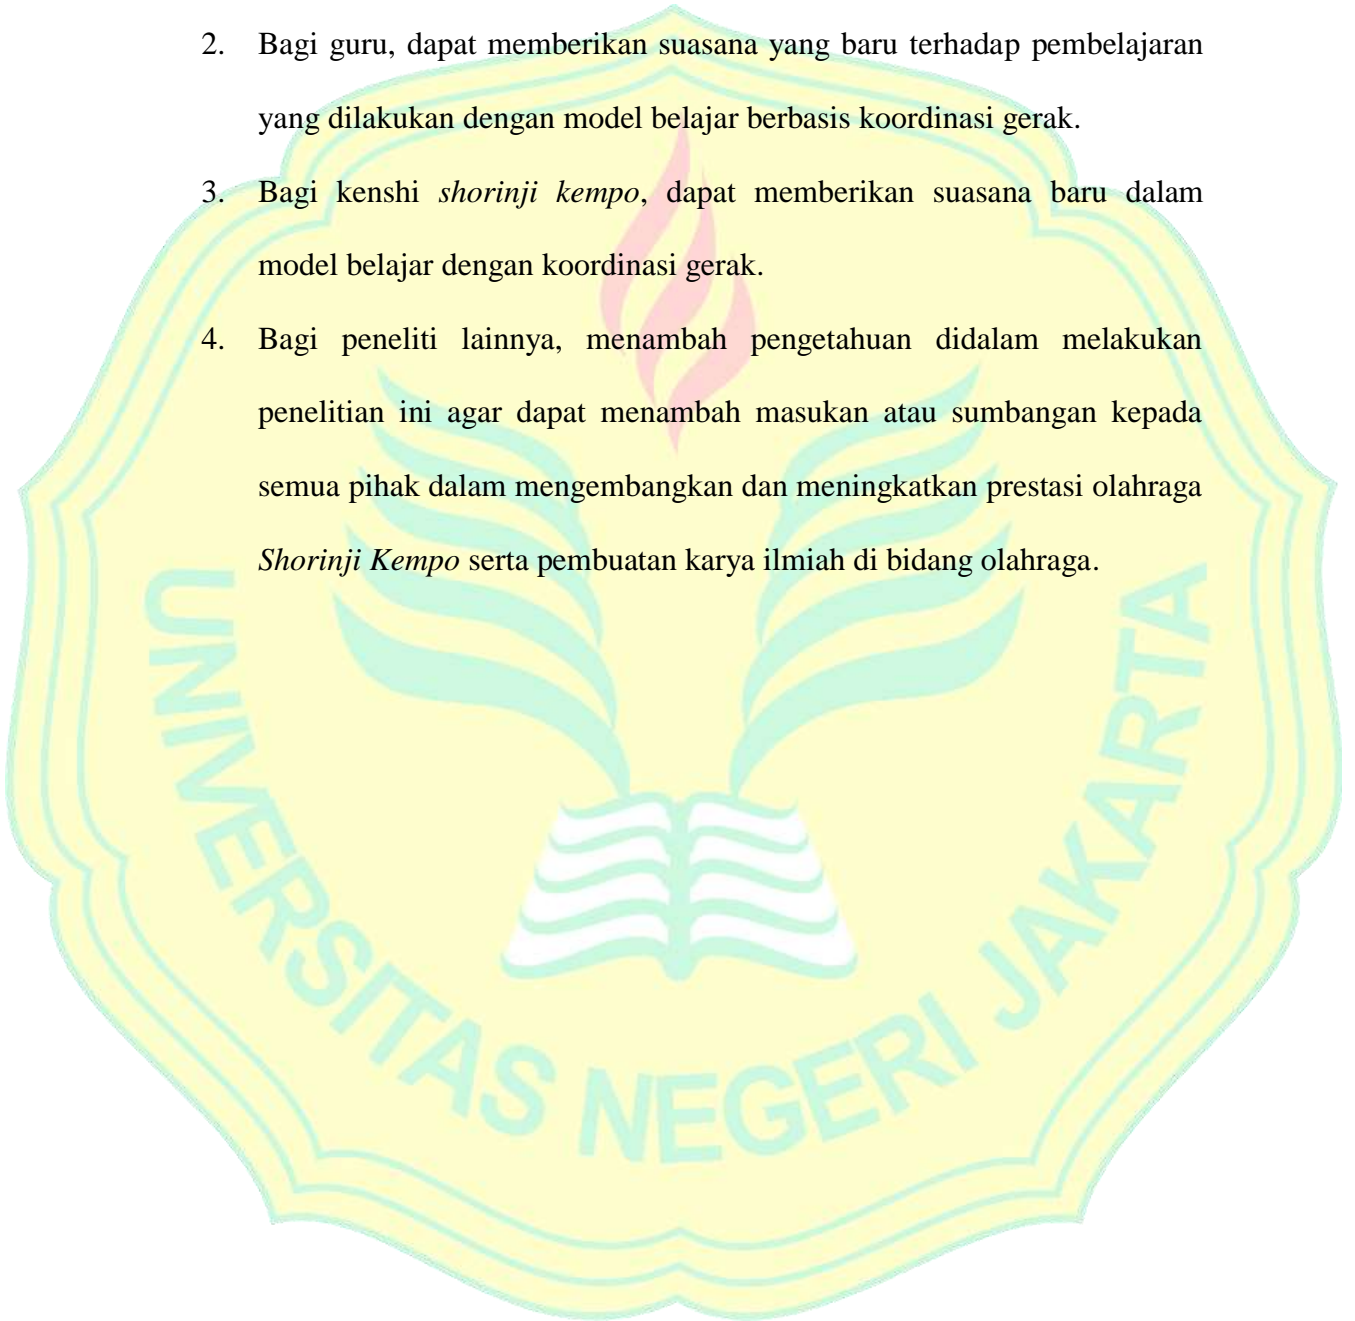 2. Bagi guru, dapat memberikan suasana yang baru terhadap pembelajaran
yang dilakukan dengan model belajar berbasis koordinasi gerak.
3. Bagi kenshi shorinji kempo, dapat memberikan suasana baru dalam
model belajar dengan koordinasi gerak.
4. Bagi peneliti lainnya, menambah pengetahuan didalam melakukan
penelitian ini agar dapat menambah masukan atau sumbangan kepada
semua pihak dalam mengembangkan dan meningkatkan prestasi olahraga
Shorinji Kempo serta pembuatan karya ilmiah di bidang olahraga.
UNIVERSITAS NEGERI JAKARTA